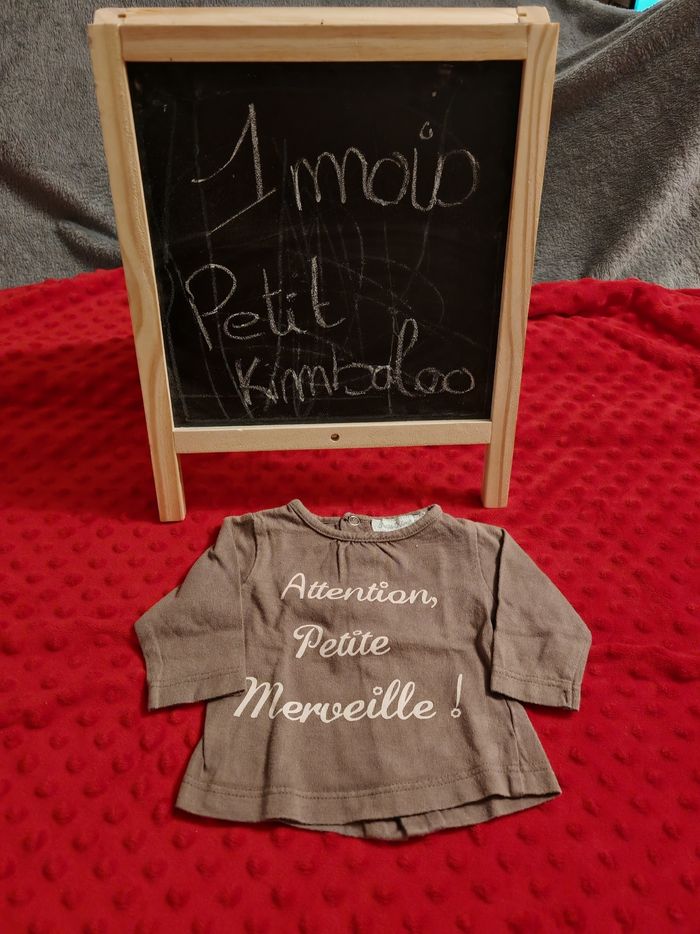 1 mois
Petit
Kimbaloo
Attention,
Petite
Merveille !